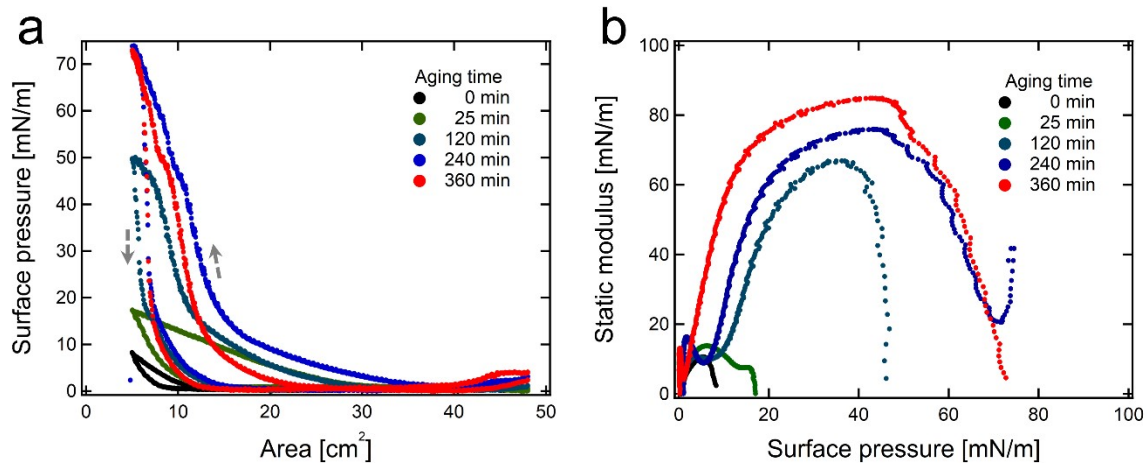 a
Surface pressure [mN/m]
70
60
50
40
30
20
10
0
0
10
20
30
40
50
Area [cm²]
Aging time
0 min
25 min
120 min
240 min
360 min
b
Static modulus [mN/m]
100
80
60
40
20
0
0
20
40
60
80
100
Surface pressure [mN/m]
Aging time
0 min
25 min
120 min
240 min
360 min